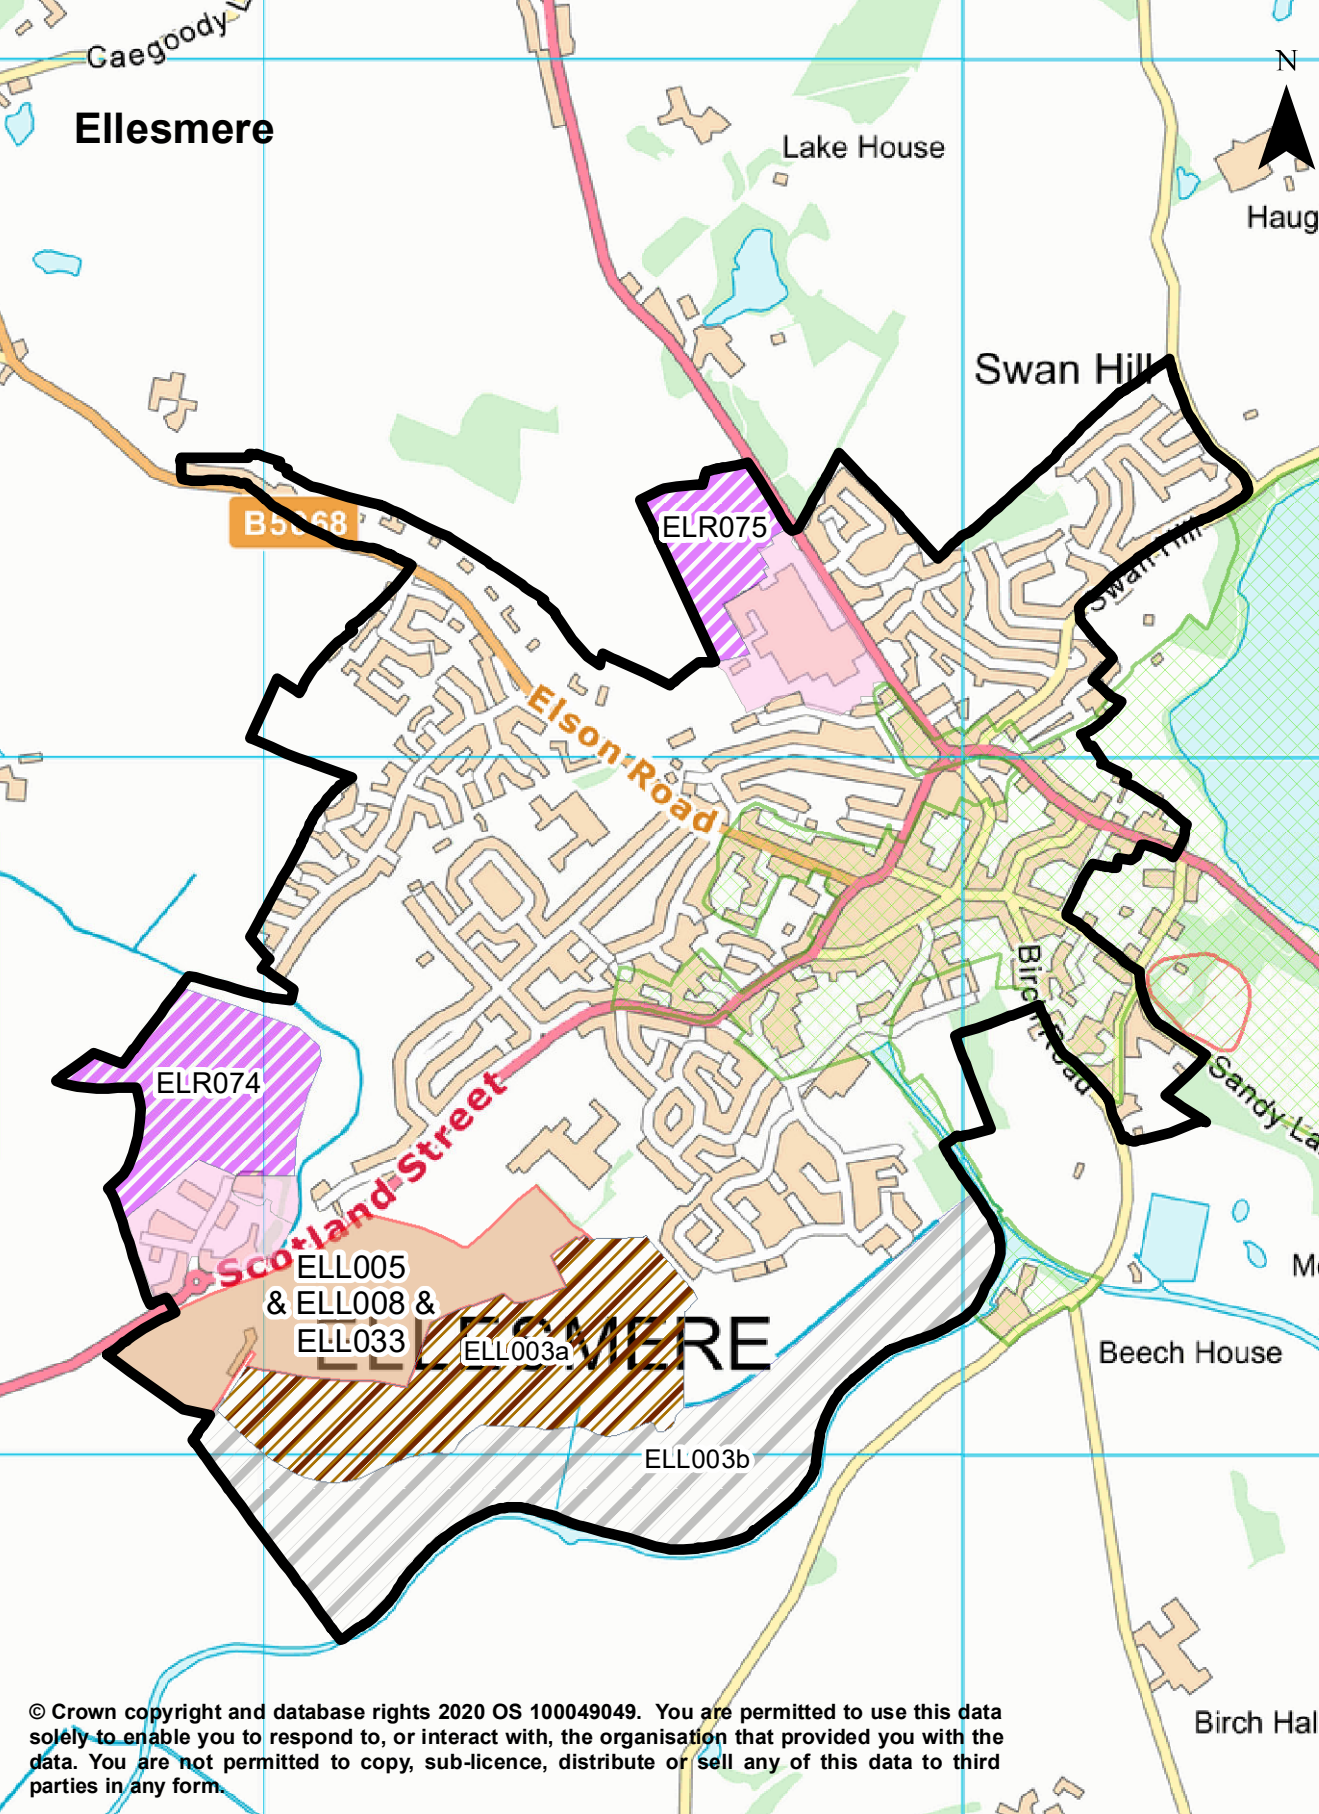 Caegoody
N
Ellesmere
Lake House
Haug
Swan Hill
B5068
ELR075
Swan Hill
Elson Road
Birch Road
ELR074
Sandy La
Scotland Street
ELL005
& ELL008 &
ELL033
ELLESMERE
ELL003a
Beech House
ELL003b
Birch Hal
© Crown copyright and database rights 2020 OS 100049049. You are permitted to use this data
solely to enable you to respond to, or interact with, the organisation that provided you with the
data. You are not permitted to copy, sub-licence, distribute or sell any of this data to third
parties in any form.